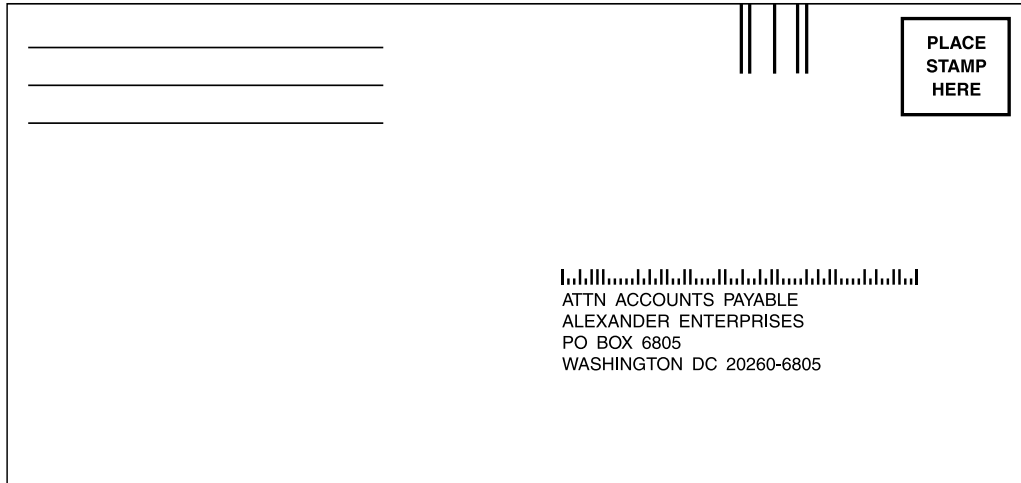 PLACE
STAMP
HERE
ATTN ACCOUNTS PAYABLE
ALEXANDER ENTERPRISES
PO BOX 6805
WASHINGTON DC 20260-6805